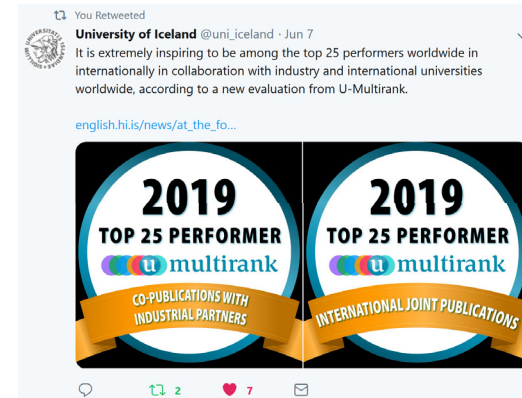 You Retweeted
University of Iceland @uni_iceland · Jun 7
It is extremely inspiring to be among the top 25 performers worldwide in
internationally in collaboration with industry and international universities
worldwide, according to a new evaluation from U-Multirank.
english.hi.is/news/at_the_fo...
2019
TOP 25 PERFORMER
u multirank
CO-PUBLICATIONS WITH
INDUSTRIAL PARTNERS
2019
TOP 25 PERFORMER
u multirank
INTERNATIONAL JOINT PUBLICATIONS
2
7